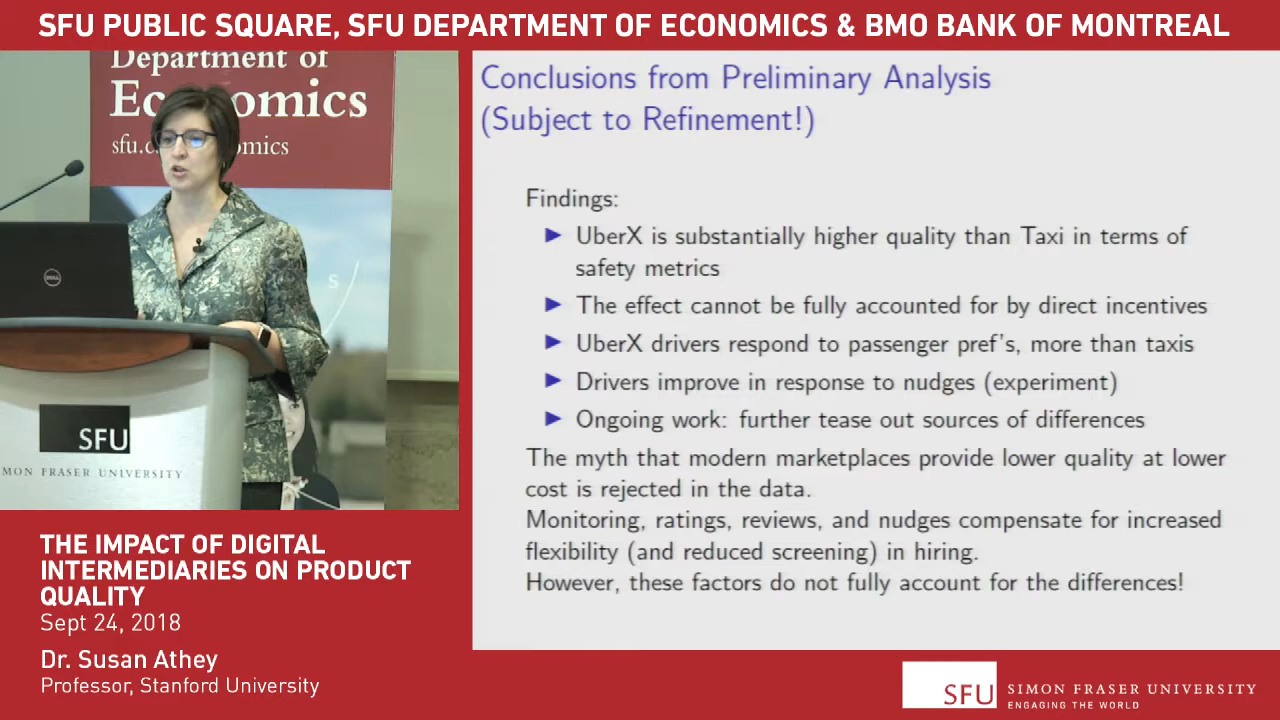 SFU PUBLIC SQUARE, SFU DEPARTMENT OF ECONOMICS & BMO BANK OF MONTREAL
Department of
Economics
sfu.c omics
DELL
S
SFU
MON FRASER UNIVERSITY
Conclusions from Preliminary Analysis
(Subject to Refinement!)
Findings:
► UberX is substantially higher quality than Taxi in terms of
safety metrics
► The effect cannot be fully accounted for by direct incentives
► UberX drivers respond to passenger pref's, more than taxis
► Drivers improve in response to nudges (experiment)
► Ongoing work: further tease out sources of differences
The myth that modern marketplaces provide lower quality at lower
cost is rejected in the data.
Monitoring, ratings, reviews, and nudges compensate for increased
flexibility (and reduced screening) in hiring.
However, these factors do not fully account for the differences!
THE IMPACT OF DIGITAL
INTERMEDIARIES ON PRODUCT
QUALITY
Sept 24, 2018
Dr. Susan Athey
Professor, Stanford University
SFU
SIMON FRASER UNIVERSITY
ENGAGING THE WORLD